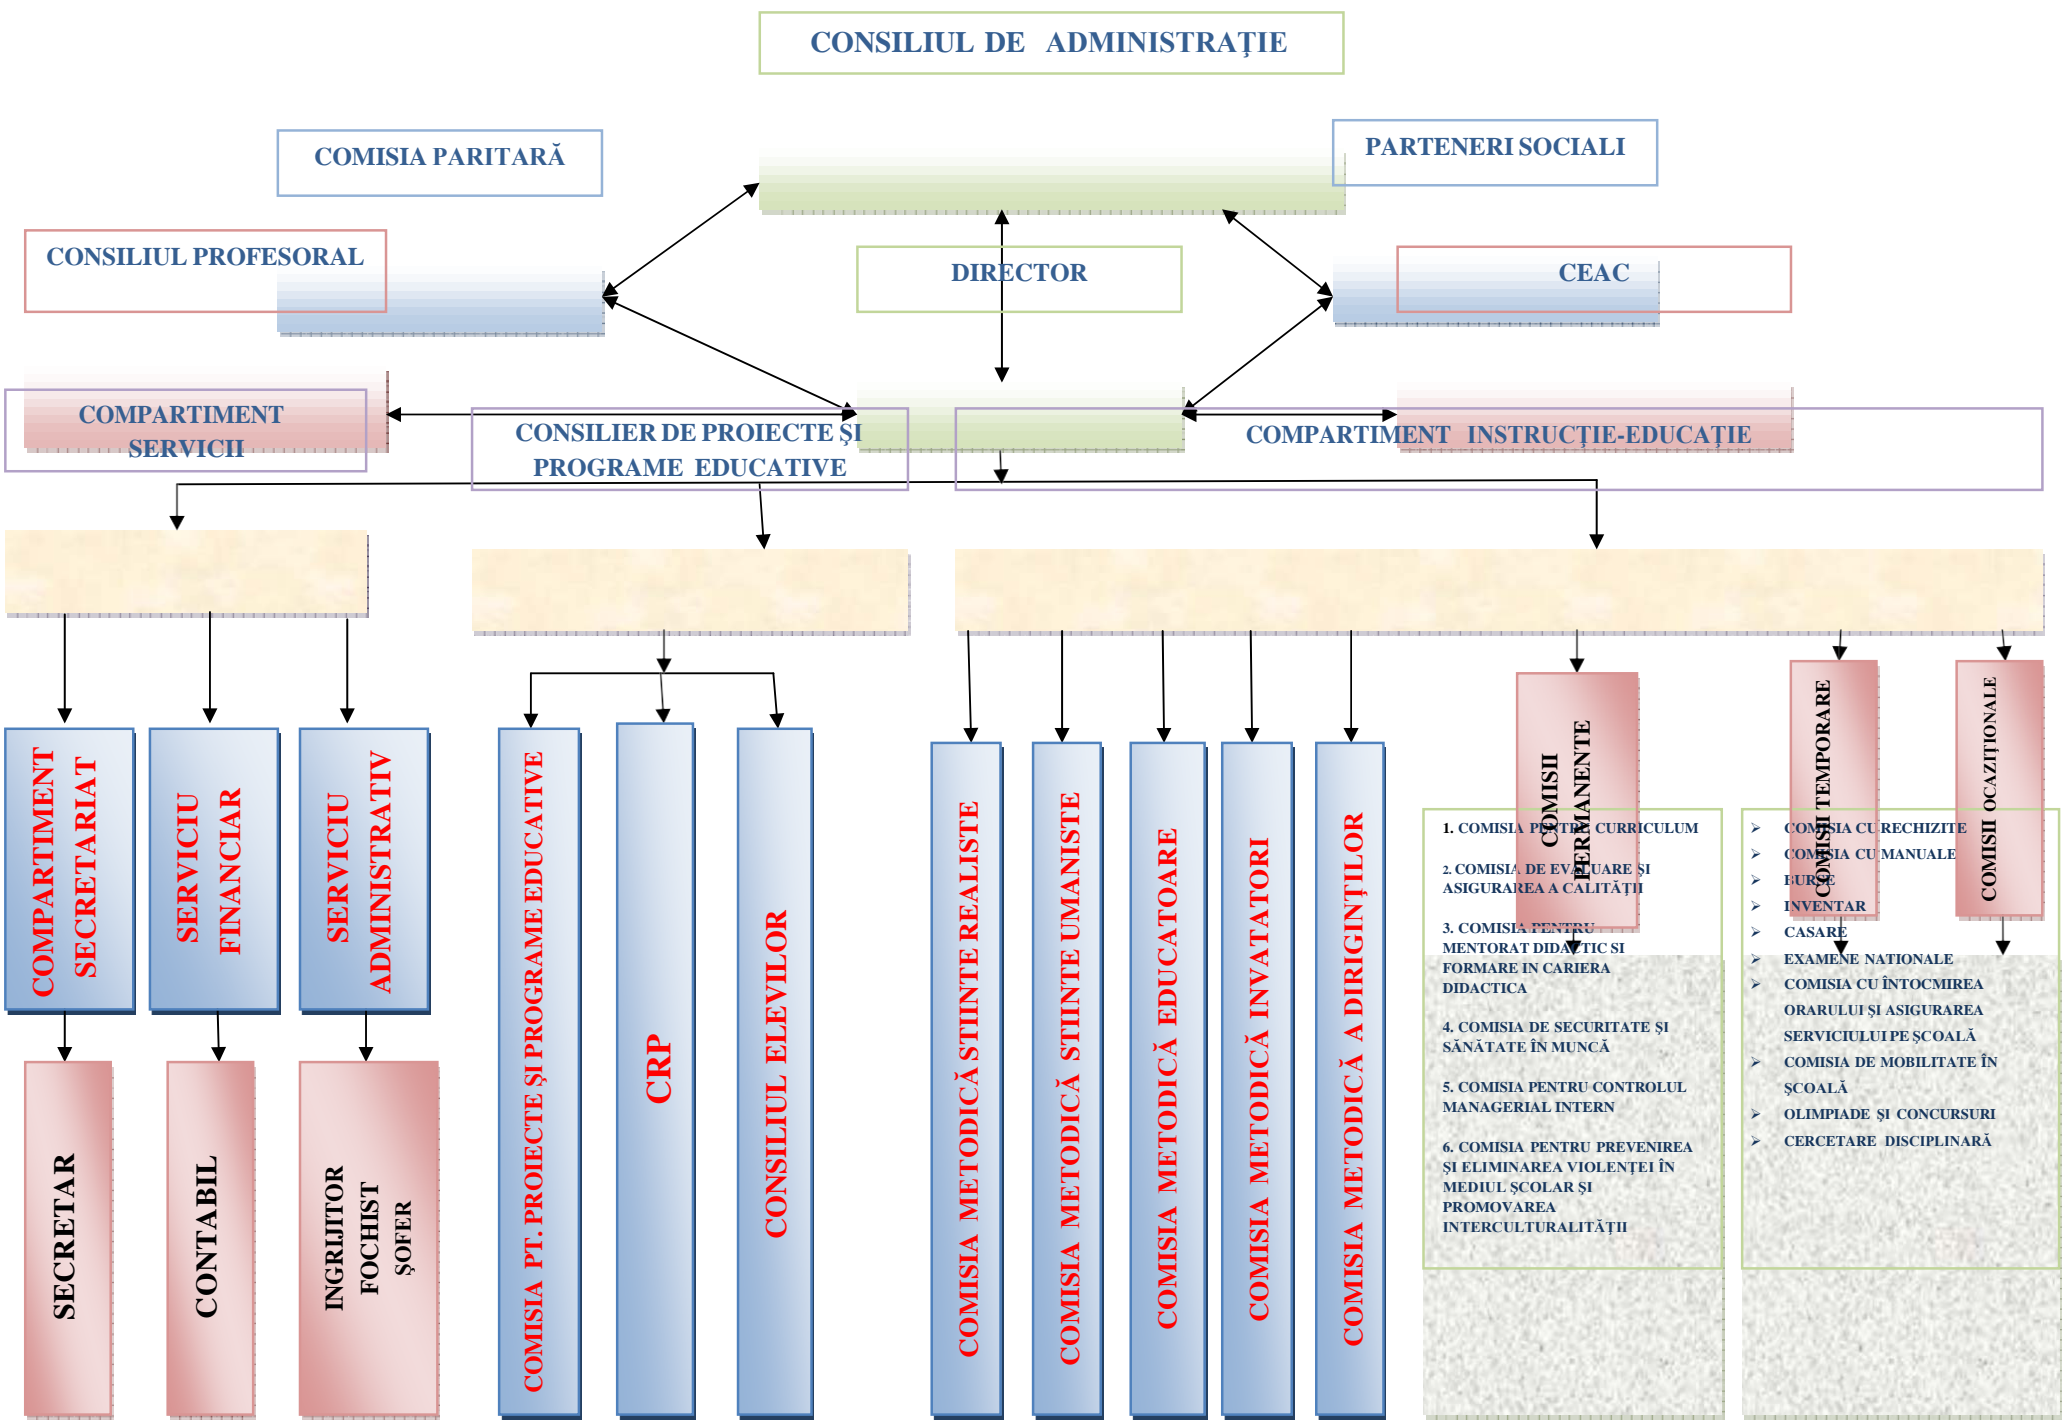 CONSILIUL DE ADMINISTRAŢIE
COMISIA PARITARĂ
PARTENERI SOCIALI
CONSILIUL PROFESORAL
DIRECTOR
CEAC
COMPARTIMENT
SERVICII
CONSILIER DE PROIECTE ŞI
PROGRAME EDUCATIVE
COMPARTIMENT INSTRUCŢIE-EDUCAŢIE
COMPARTIMENT
SECRETARIAT
SERVICIU
FINANCIAR
SERVICIU
ADMINISTRATIV
COMISIA PT. PROIECTE ŞI PROGRAME EDUCATIVE
CRP
CONSILIUL ELEVILOR
COMISIA METODICĂ STIINTE REALISTE
COMISIA METODICĂ STIINTE UMANISTE
COMISIA METODICĂ EDUCATOARE
COMISIA METODICĂ INVATATORI
COMISIA METODICĂ A DIRIGINŢILOR
COMISII
PERMANENTE
COMISII TEMPORARE
COMISII OCAZIŢIONALE
SECRETAR
CONTABIL
INGRIJITOR
FOCHIST
ŞOFER
1. COMISIA PENTRU CURRICULUM
2. COMISIA DE EVALUARE ŞI
ASIGURAREA A CALITĂŢII
3. COMISIA PENTRU
MENTORAT DIDACTIC SI
FORMARE IN CARIERA
DIDACTICA
4. COMISIA DE SECURITATE ŞI
SĂNĂTATE ÎN MUNCĂ
5. COMISIA PENTRU CONTROLUL
MANAGERIAL INTERN
6. COMISIA PENTRU PREVENIREA
ŞI ELIMINAREA VIOLENŢEI ÎN
MEDIUL ŞCOLAR ŞI
PROMOVAREA
INTERCULTURALITĂŢII
➢ COMISIA CU RECHIZITE
➢ COMISIA CU MANUALE
➢ BURSE
➢ INVENTAR
➢ CASARE
➢ EXAMENE NATIONALE
➢ COMISIA CU ÎNTOCMIREA
ORARULUI ŞI ASIGURAREA
SERVICIULUI PE ŞCOALĂ
➢ COMISIA DE MOBILITATE ÎN
ŞCOALĂ
➢ OLIMPIADE ŞI CONCURSURI
➢ CERCETARE DISCIPLINARĂ